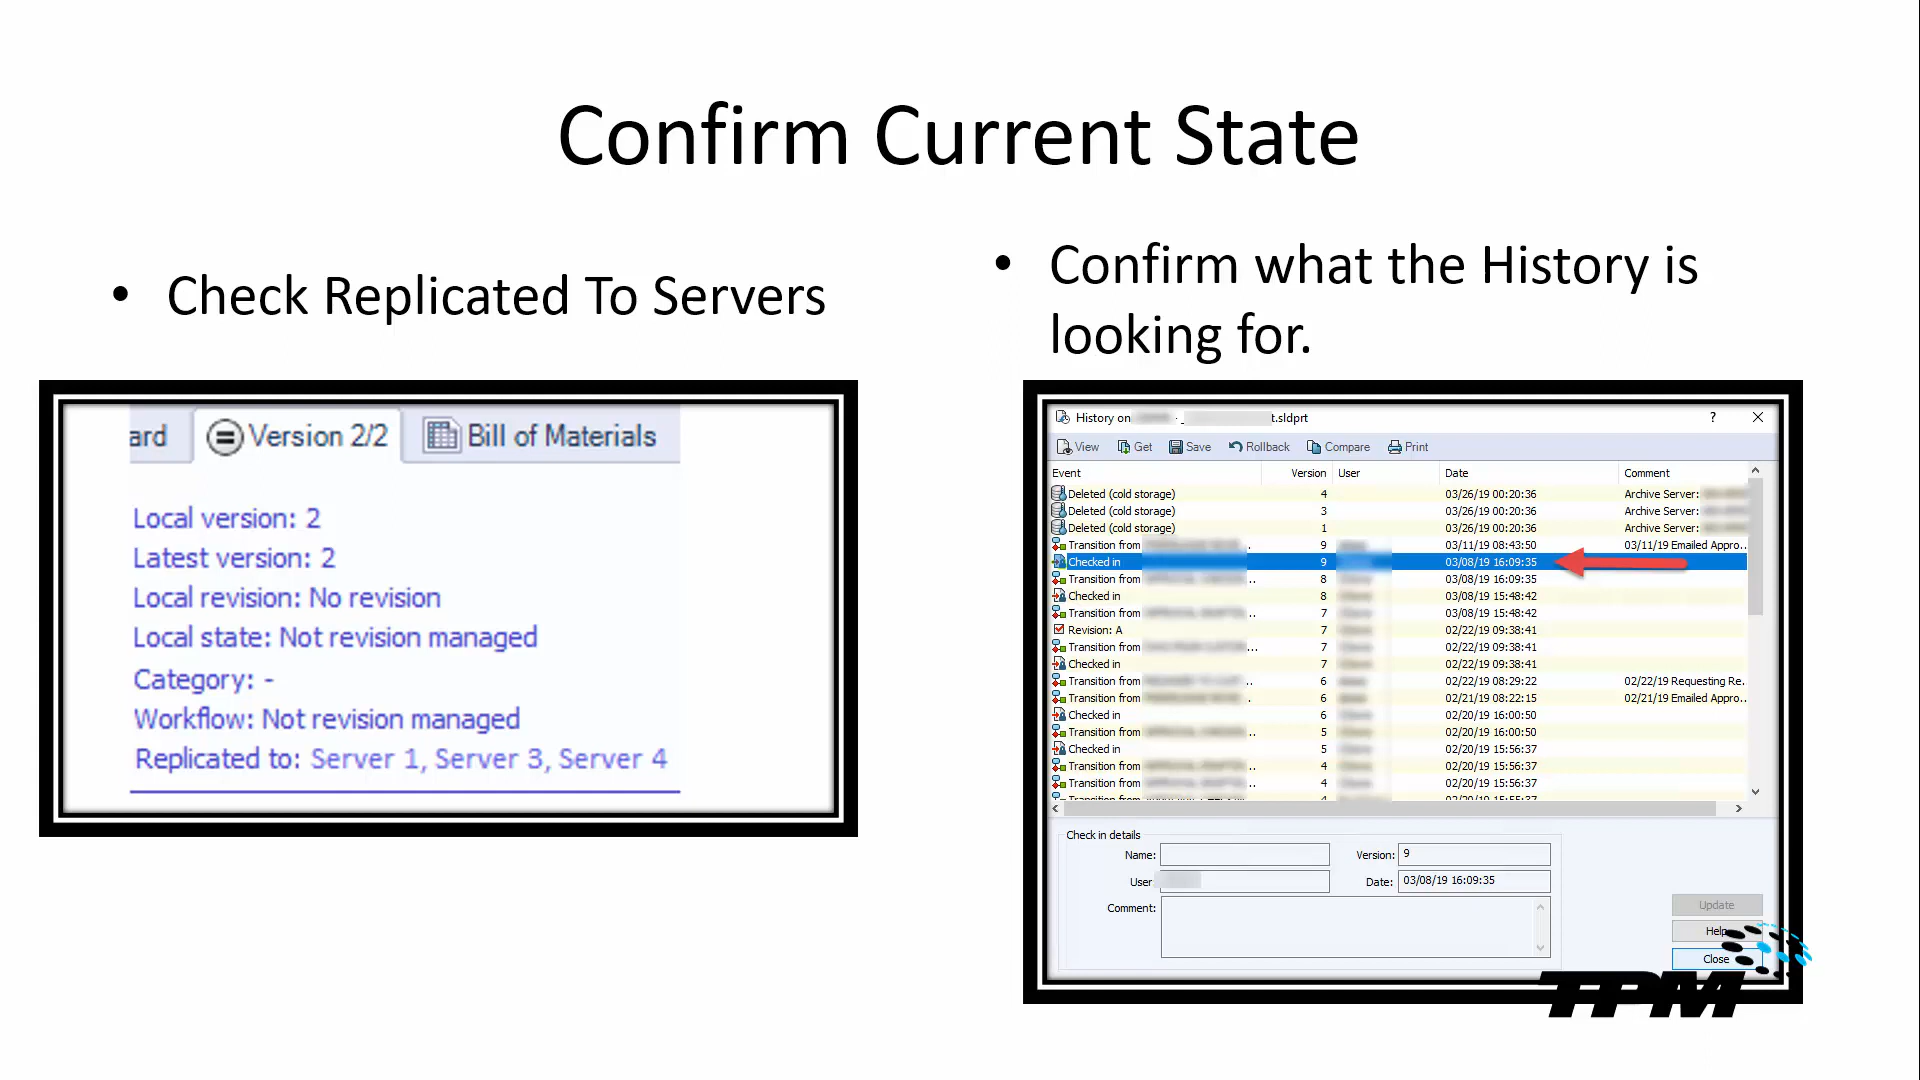 Confirm Current State
• Check Replicated To Servers
ard Version 2/2 Bill of Materials
Local version: 2
Latest version: 2
Local revision: No revision
Local state: Not revision managed
Category: -
Workflow: Not revision managed
Replicated to: Server 1, Server 3, Server 4
• Confirm what the History is
looking for.
History on - _ t.sldprt ?
View Get Save Rollback Compare Print
Event Version User Date Comment
Deleted (cold storage) 4 03/26/19 00:20:36 Archive Server:
Deleted (cold storage) 3 03/26/19 00:20:36 Archive Server:
Deleted (cold storage) 1 03/26/19 00:20:36 Archive Server:
Transition from . 9 03/11/19 08:43:50 03/11/19 Emailed Appro...
Checked in 9 03/08/19 16:09:35
Transition from .. 8 03/08/19 16:09:35
Checked in 8 03/08/19 15:48:42
Transition from .. 7 03/08/19 15:48:42
Revision: A 7 02/22/19 09:38:41
Transition from ... 7 02/22/19 09:38:41
Checked in 7 02/22/19 09:38:41
Transition from .. 6 02/22/19 08:29:22 02/22/19 Requesting Re.
Transition from . 6 02/21/19 08:22:15 02/21/19 Emailed Appro...
Checked in 6 02/20/19 16:00:50
Transition from .. 5 02/20/19 16:00:50
Checked in 5 02/20/19 15:56:37
Transition from .. 4 02/20/19 15:56:37
Transition from .. 4 02/20/19 15:56:37
Transition from 4 02/20/19 15:55:37
Check in details
Name: Version: 9
User Date: 03/08/19 16:09:35
Comment:
Update
Help
Close
TPM